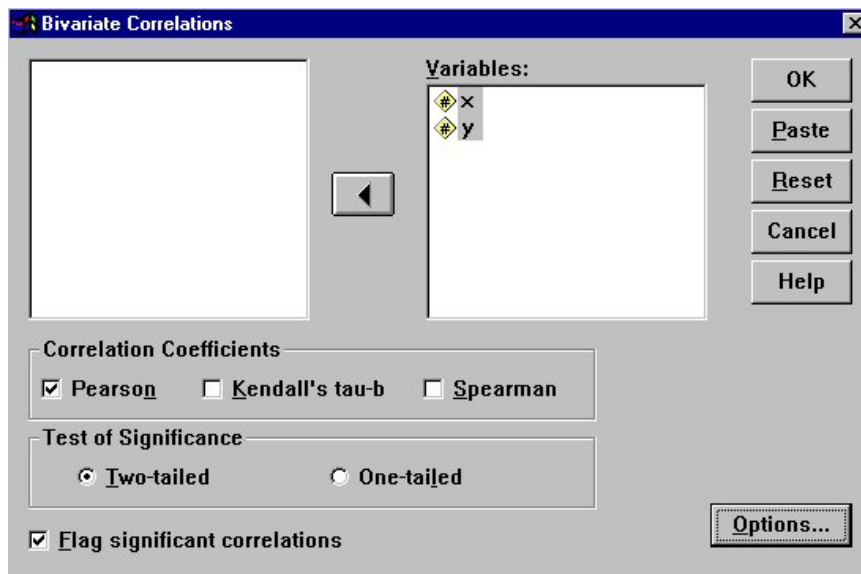 Bivariate Correlations
Variables:
# x
# y
OK
Paste
Reset
Cancel
Help
Correlation Coefficients
Pearson Kendall's tau-b Spearman
Test of Significance
Two-tailed One-tailed
Flag significant correlations
Options...